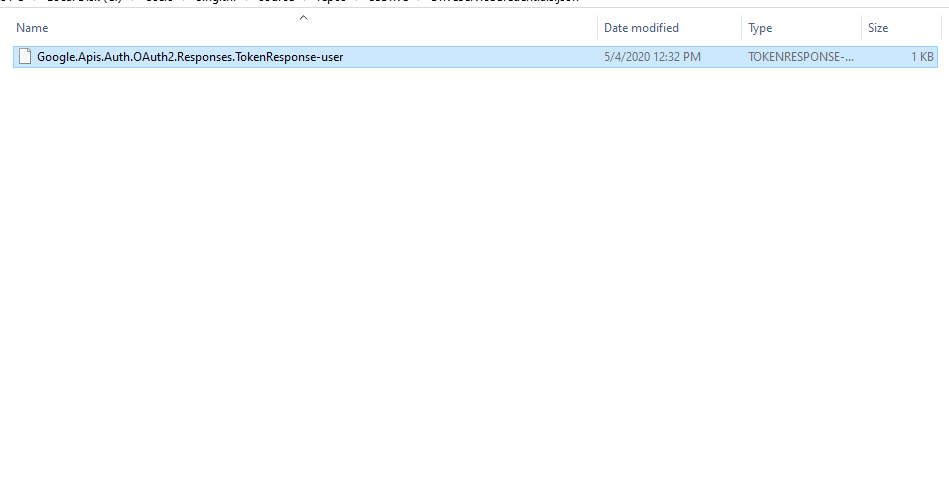 Name Date modified Type Size
Google.Apis.Auth.OAuth2.Responses.TokenResponse-user 5/4/2020 12:32 PM TOKENRESPONSE-... 1 KB